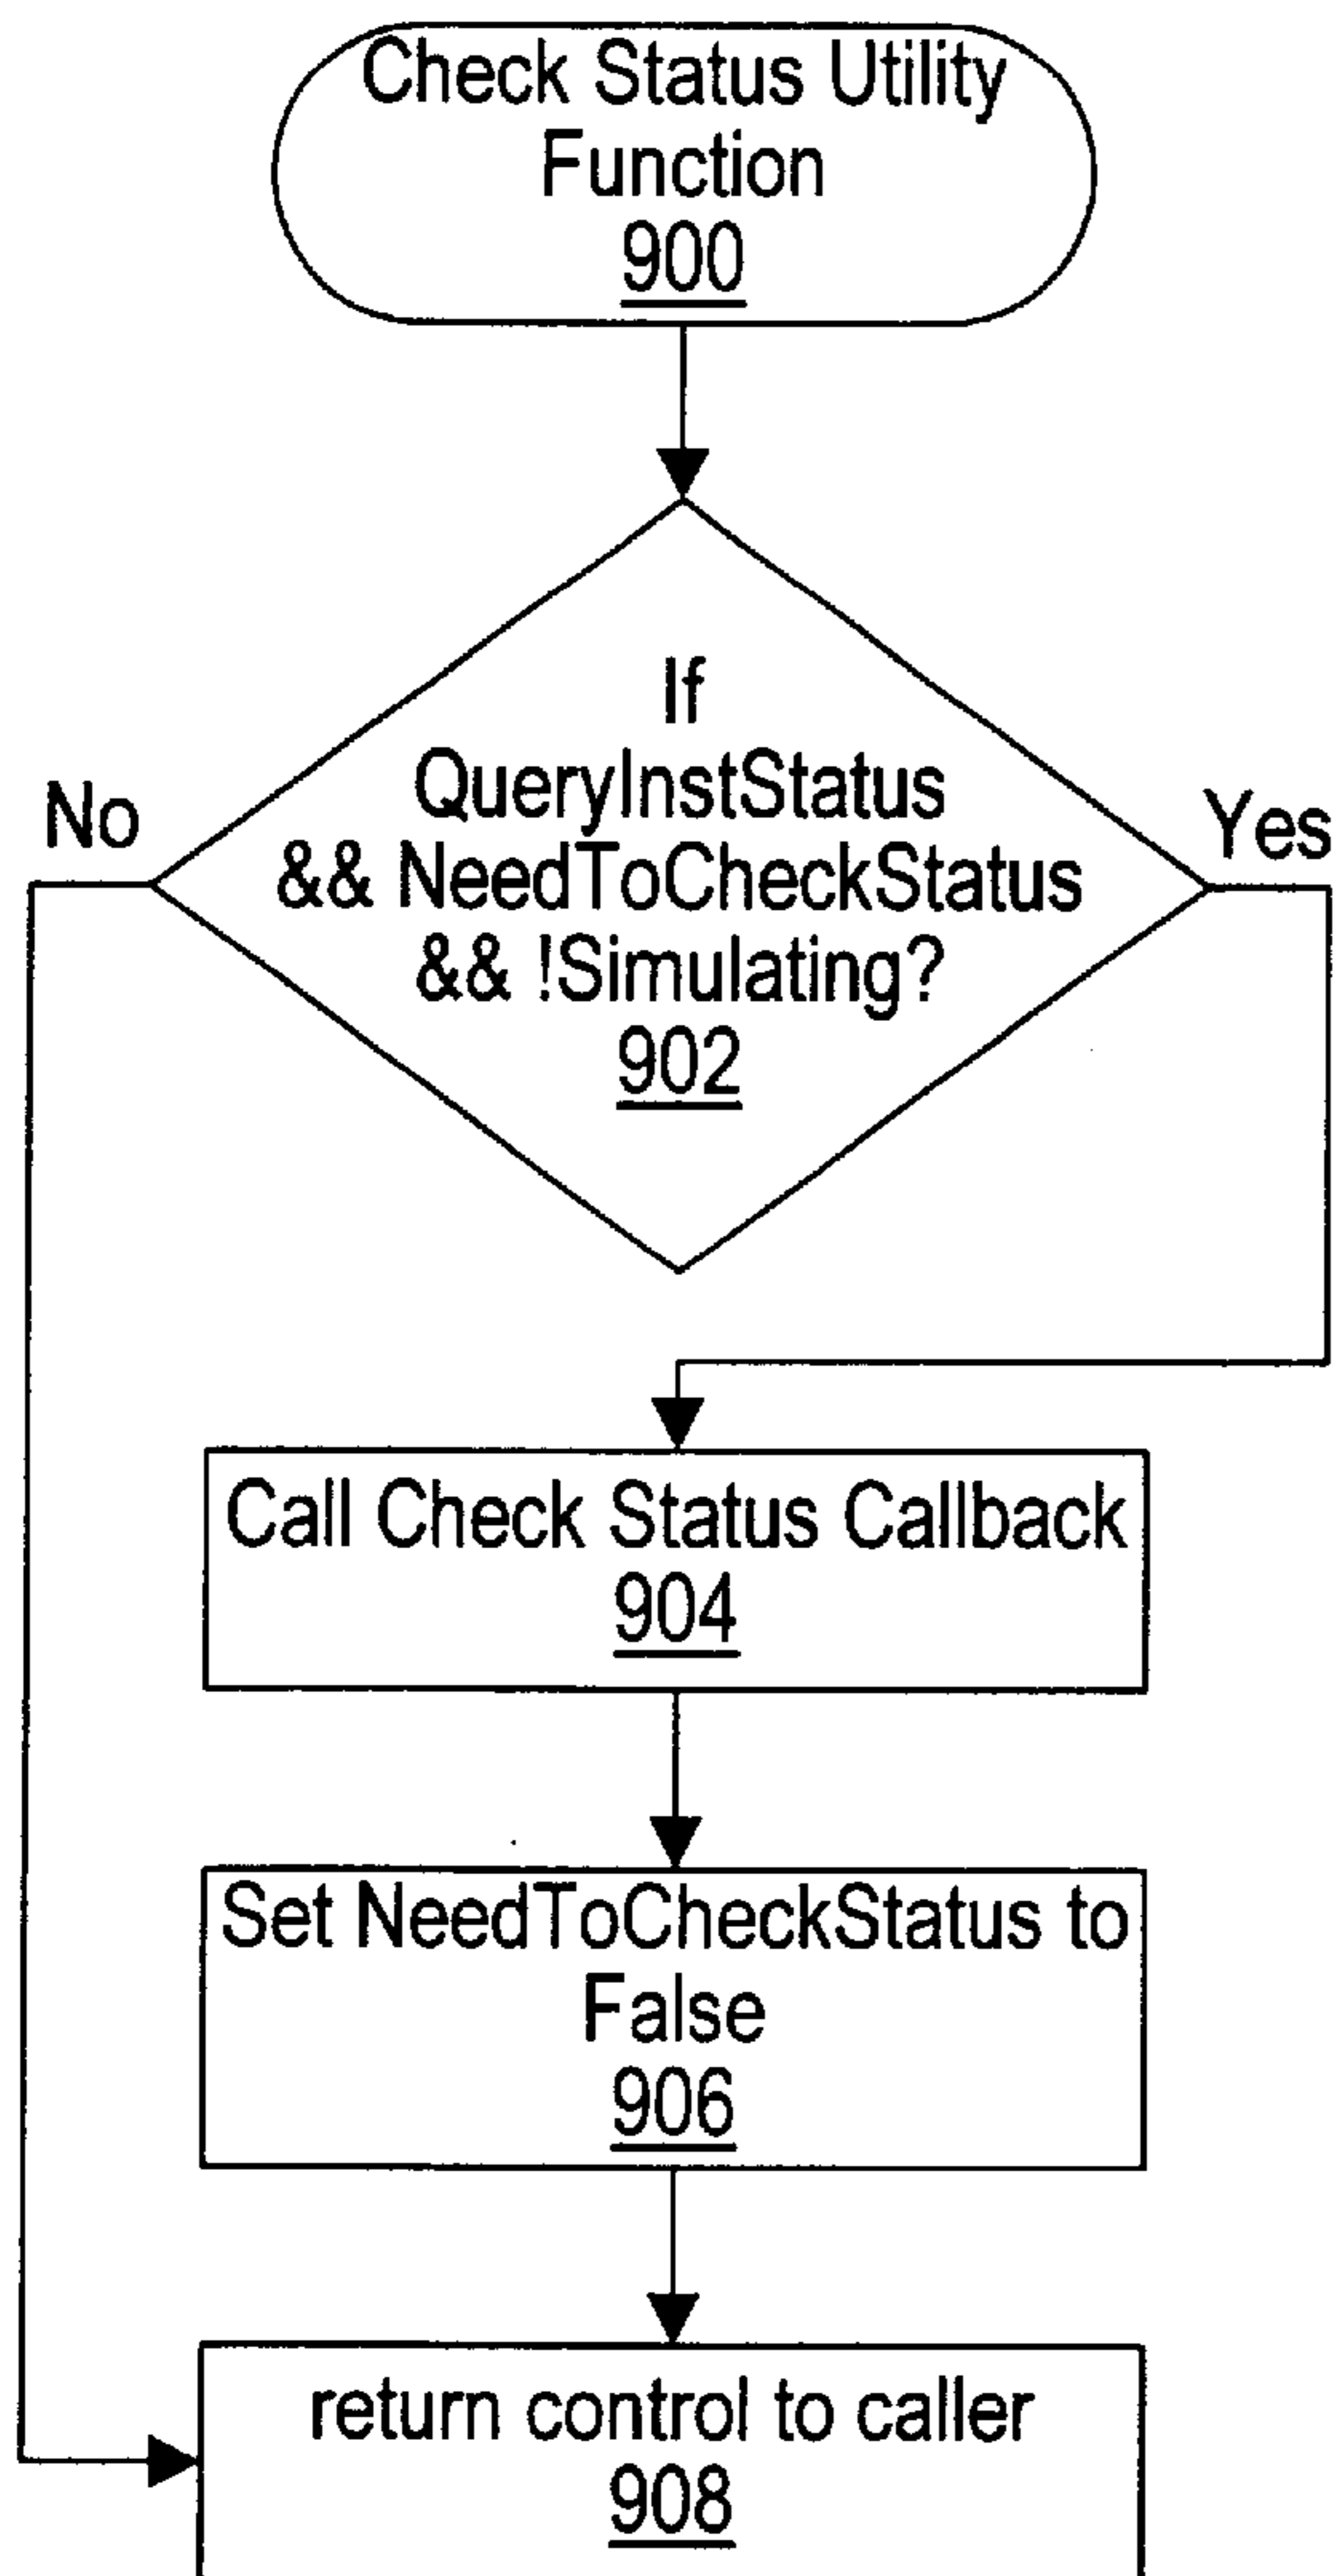 Check Status Utility
Function
900
If
QueryInstStatus
&& NeedToCheckStatus
&& !Simulating?
902
No
Yes
Call Check Status Callback
904
Set NeedToCheckStatus to
False
906
return control to caller
908